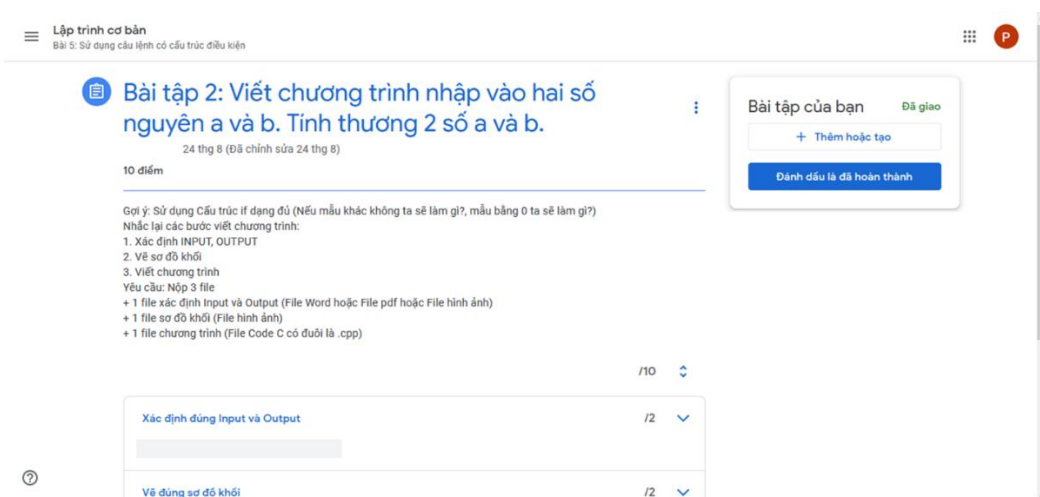 Lập trình cơ bản
Bài 5: Sử dụng câu lệnh có cấu trúc điều kiện
P
Bài tập 2: Viết chương trình nhập vào hai số
nguyên a và b. Tính thương 2 số a và b.
24 thg 8 (Đã chỉnh sửa 24 thg 8)
10 điểm
Gợi ý: Sử dụng Cấu trúc if dạng đủ (Nếu mẫu khác không ta sẽ làm gì?, mẫu bằng 0 ta sẽ làm gì?)
Nhắc lại các bước viết chương trình:
1. Xác định INPUT, OUTPUT
2. Vẽ sơ đồ khối
3. Viết chương trình
Yêu cầu: Nộp 3 file
+ 1 file xác định Input và Output (File Word hoặc File pdf hoặc File hình ảnh)
+ 1 file sơ đồ khối (File hình ảnh)
+ 1 file chương trình (File Code C có đuôi là .cpp)
/10
Xác định đúng Input và Output /2
Vẽ đúng sơ đồ khối /2
Bài tập của bạn Đã giao
+ Thêm hoặc tạo
Đánh dấu là đã hoàn thành